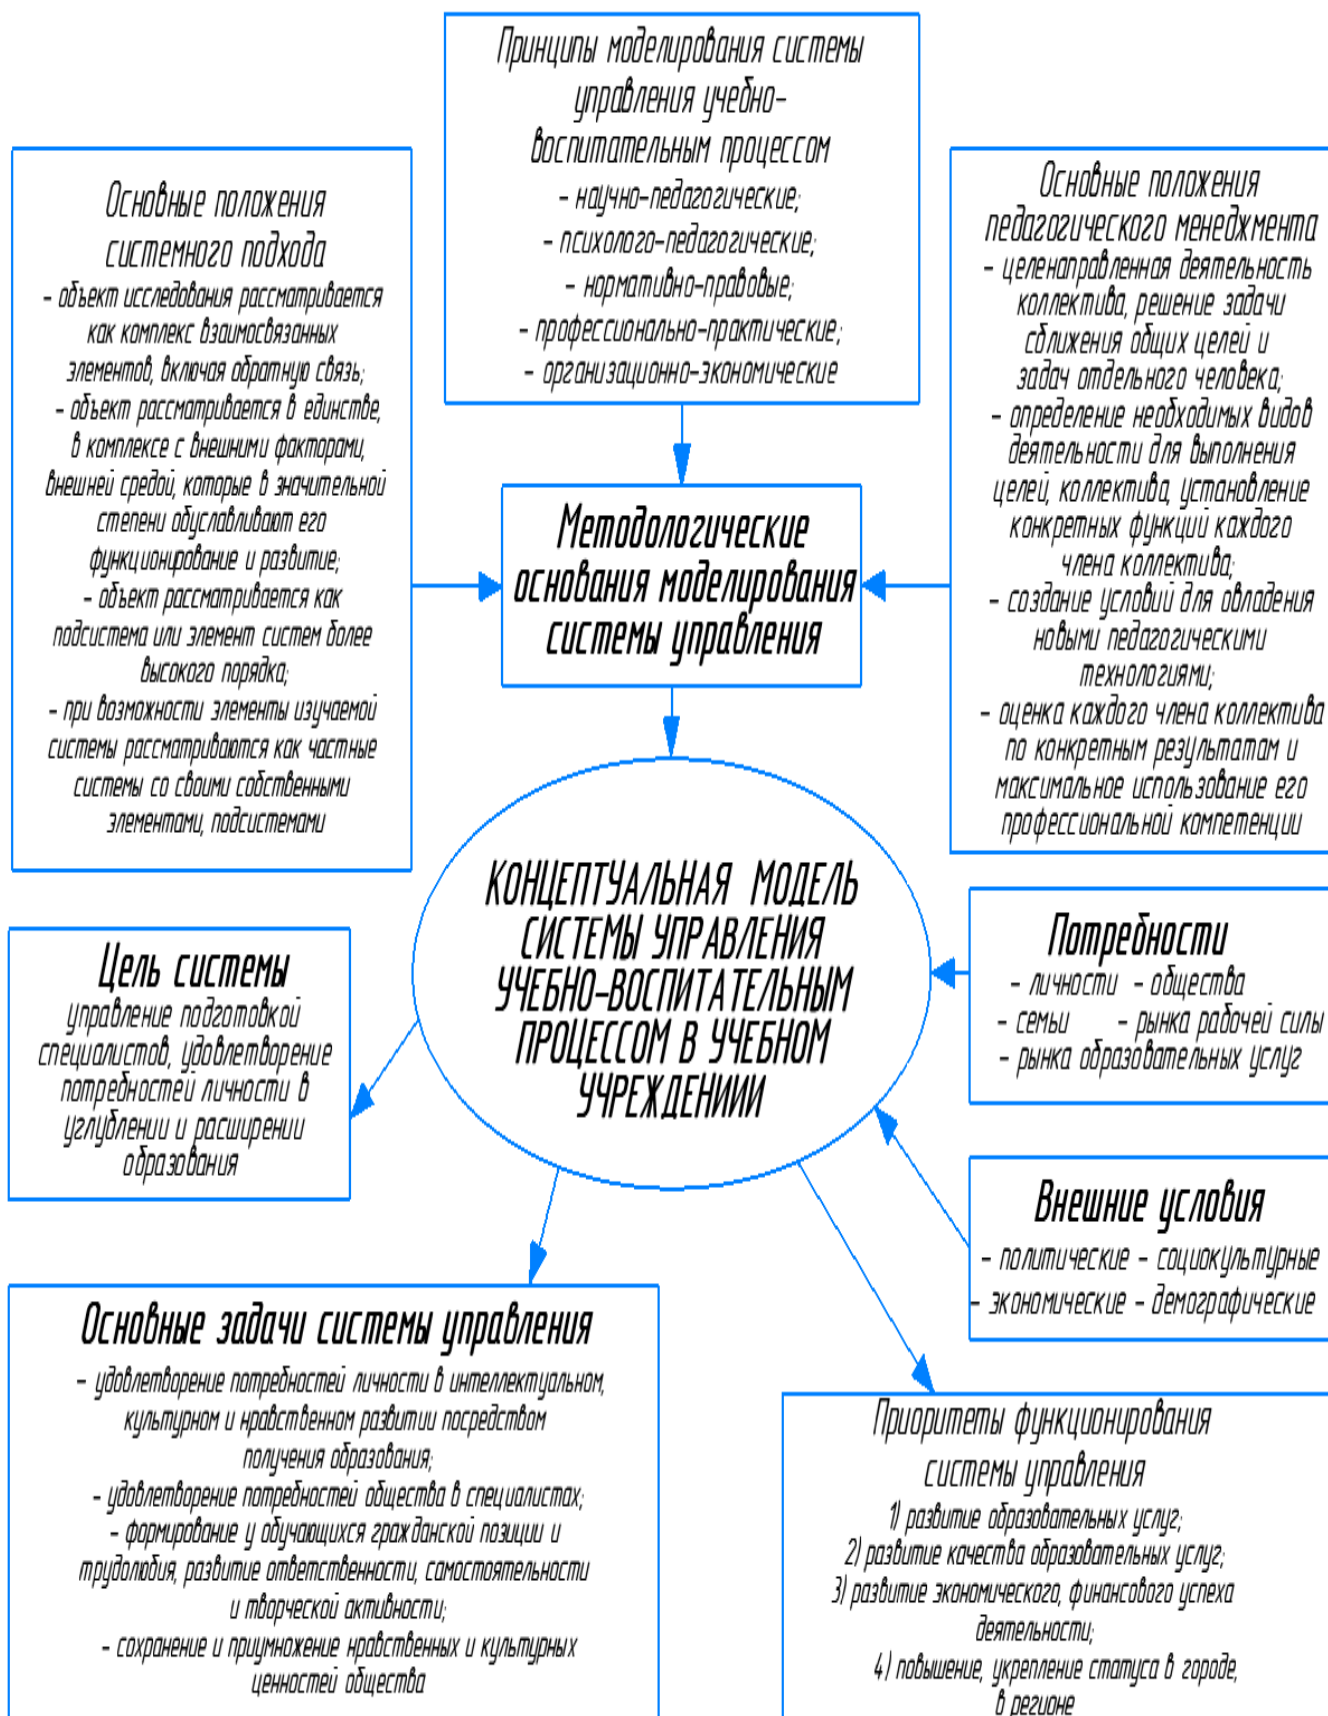 Принципы моделирования системы
управления учебно-
воспитательным процессом
- научно-педагогические;
- психолого-педагогические;
- нормативно-правовые;
- профессионально-практические;
- организационно-экономические
Основные положения
системного подхода
- объект исследования рассматривается
как комплекс взаимосвязанных
элементов, включая обратную связь;
- объект рассматривается в единстве,
в комплексе с внешними факторами,
внешней средой, которые в значительной
степени обуславливают его
функционирование и развитие;
- объект рассматривается как
подсистема или элемент систем более
высокого порядка;
- при возможности элементы изучаемой
системы рассматриваются как частные
системы со своими собственными
элементами, подсистемами
Методологические
основания моделирования
системы управления
Основные положения
педагогического менеджмента
- целенаправленная деятельность
коллектива, решение задачи
сближения общих целей и
задач отдельного человека;
- определение необходимых видов
деятельности для выполнения
целей, коллектива, установление
конкретных функций каждого
члена коллектива;
- создание условий для овладения
новыми педагогическими
технологиями;
- оценка каждого члена коллектива
по конкретным результатам и
максимальное использование его
профессиональной компетенции
КОНЦЕПТУАЛЬНАЯ МОДЕЛЬ
СИСТЕМЫ УПРАВЛЕНИЯ
УЧЕБНО-ВОСПИТАТЕЛЬНЫМ
ПРОЦЕССОМ В УЧЕБНОМ
УЧРЕЖДЕНИИИ
Цель системы
управление подготовкой
специалистов, удовлетворение
потребностей личности в
углублении и расширении
образования
Потребности
- личности - общества
- семьи - рынка рабочей силы
- рынка образовательных услуг
Внешние условия
- политические - социокультурные
- экономические - демографические
Основные задачи системы управления
- удовлетворение потребностей личности в интеллектуальном,
культурном и нравственном развитии посредством
получения образования;
- удовлетворение потребностей общества в специалистах;
- формирование у обучающихся гражданской позиции и
трудолюбия, развитие ответственности, самостоятельности
и творческой активности;
- сохранение и приумножение нравственных и культурных
ценностей общества
Приоритеты функционирования
системы управления
1) развитие образовательных услуг;
2) развитие качества образовательных услуг;
3) развитие экономического, финансового успеха
деятельности;
4) повышение, укрепление статуса в городе,
в регионе